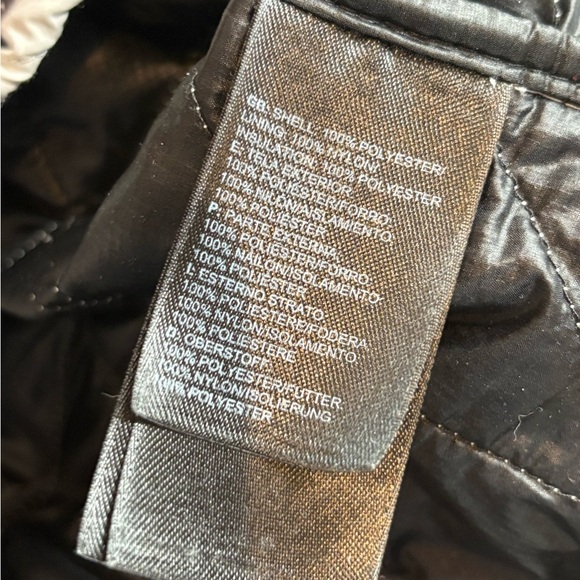 GB. SHELL: 100% POLYESTER/
LINING: 100% NYLON/
INSULATION: 100% POLYESTER
E: TELA EXTERIOR:
100% POLIÉSTER/FORRO:
100% NILON/AISLAMIENTO:
100% POLIESTER
P: PARTE EXTERNA:
100% POLIESTER/FORRO:
100% NAILON/ISOLAMENTO:
100% POLIESTER
I: ESTERNO STRATO:
100% POLIESTERE/FODERA:
100% NYLON/ISOLAMENTO
100% POLIESTERE
D: OBERSTOFF:
100% POLYESTER/FUTTER:
100% NYLON/ISOLIERUNG
100% POLYESTER